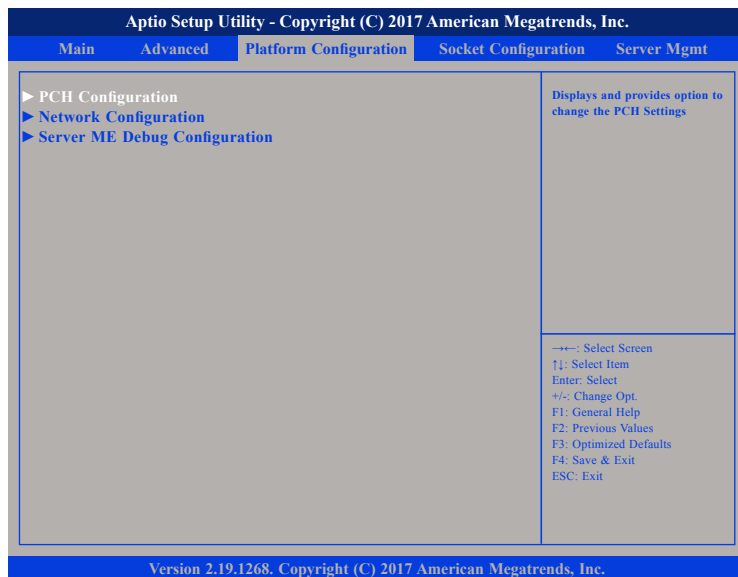 Aptio Setup Utility - Copyright (C) 2017 American Megatrends, Inc.
Main Advanced Platform Configuration Socket Configuration Server Mgmt
► PCH Configuration
► Network Configuration
► Server ME Debug Configuration
Displays and provides option to
change the PCH Settings
→←: Select Screen
↑↓: Select Item
Enter: Select
+/-: Change Opt.
F1: General Help
F2: Previous Values
F3: Optimized Defaults
F4: Save & Exit
ESC: Exit
Version 2.19.1268. Copyright (C) 2017 American Megatrends, Inc.